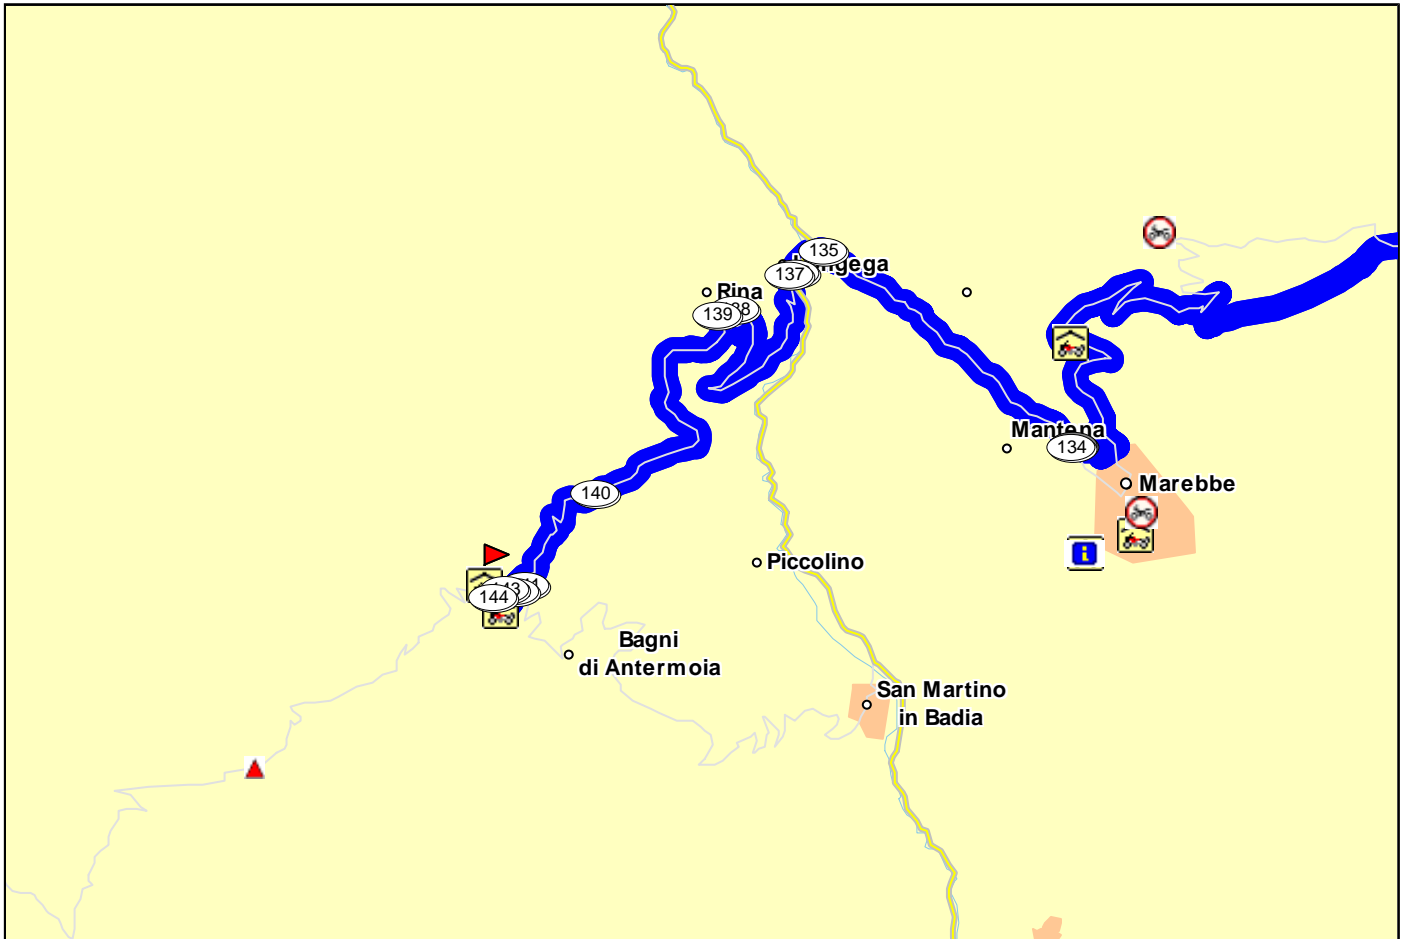 135
137
Rina
139
Mantena
134
Marebbe
140
i
Piccolino
144
Bagni
di Antermoia
San Martino
in Badia